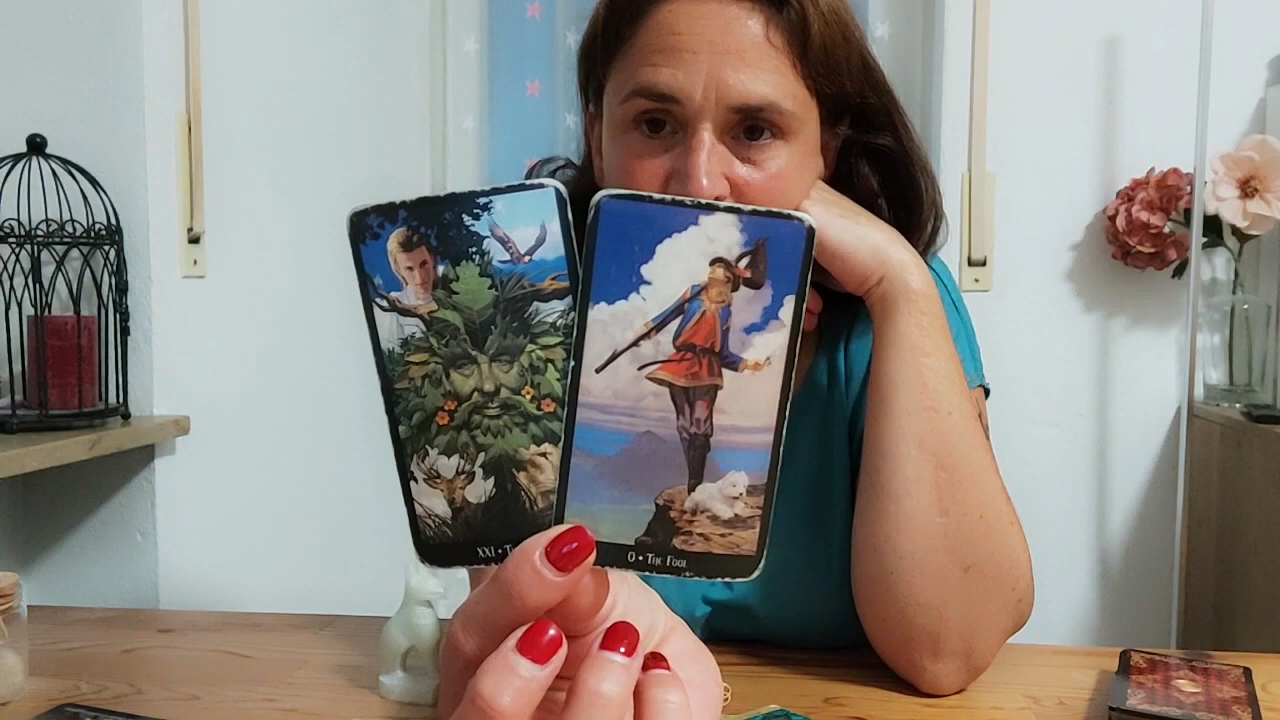 XXI • T
0 • The Fool